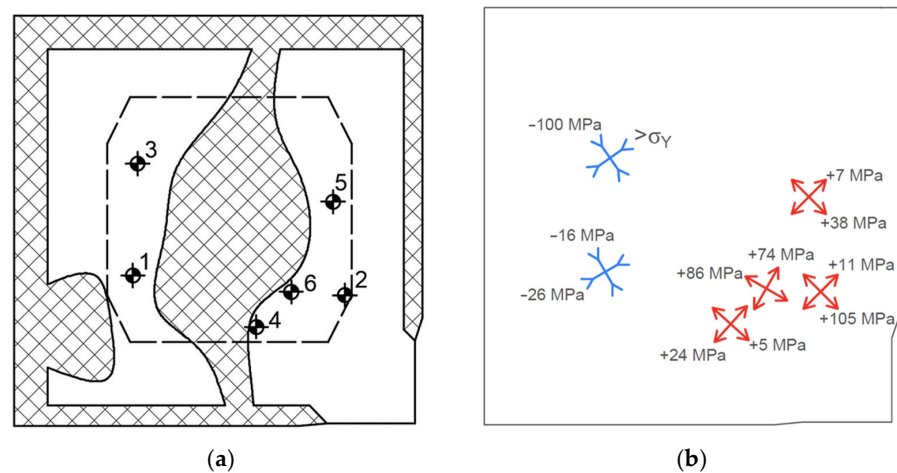 3
5
1
6
2
4
(a)
−100 MPa
>σY
+7 MPa
+38 MPa
−16 MPa
−26 MPa
+74 MPa
+86 MPa
+11 MPa
+105 MPa
+24 MPa
+5 MPa
(b)